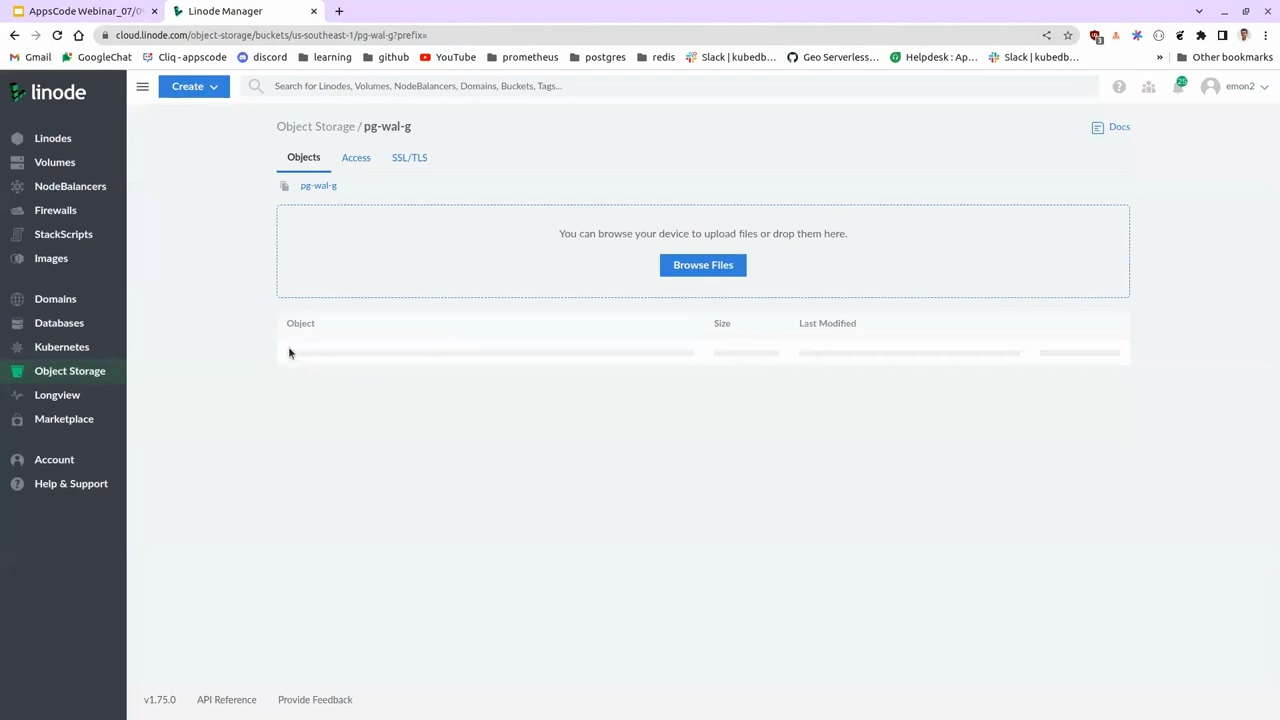 AppsCode Webinar_07/0
Linode Manager
cloud.linode.com/object-storage/buckets/us-southeast-1/pg-wal-g?prefix=
3
Gmail
GoogleChat
Cliq - appscode
discord
learning
github
YouTube
prometheus
postgres
redis
Slack | kubedb...
Geo Serverless...
Helpdesk : Ap...
Slack | kubedb...
»
Other bookmarks
linode
Create
Search for Linodes, Volumes, NodeBalancers, Domains, Buckets, Tags...
25
emon2
Linodes
Volumes
NodeBalancers
Firewalls
StackScripts
Images
Domains
Databases
Kubernetes
Object Storage
Longview
Marketplace
Account
Help & Support
Object Storage / pg-wal-g
Docs
Objects
Access
SSL/TLS
pg-wal-g
You can browse your device to upload files or drop them here.
Browse Files
Object
Size
Last Modified
v1.75.0
API Reference
Provide Feedback